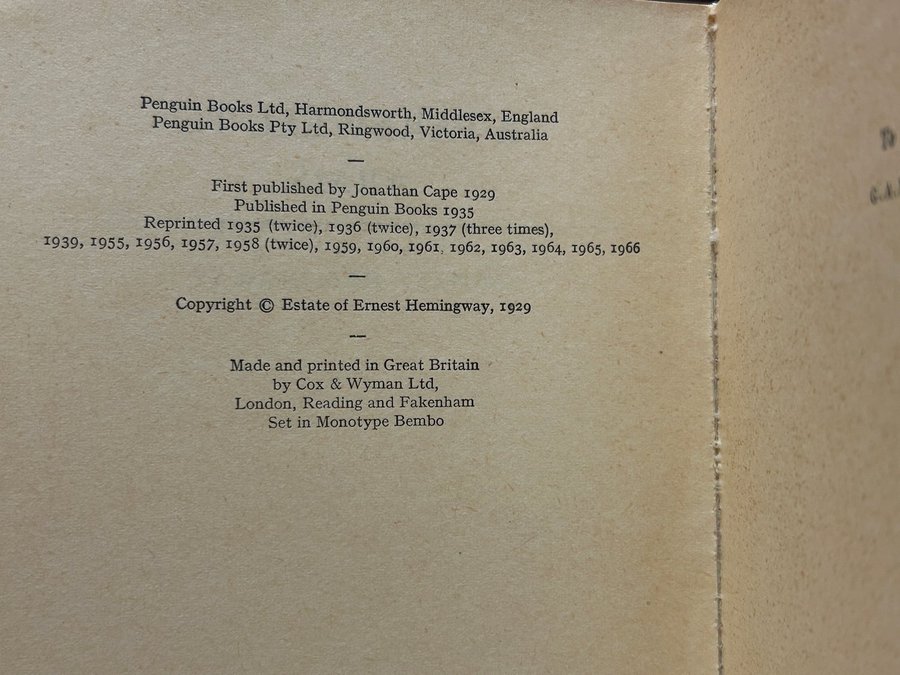 Penguin Books Ltd, Harmondsworth, Middlesex, England
Penguin Books Pty Ltd, Ringwood, Victoria, Australia
—
First published by Jonathan Cape 1929
Published in Penguin Books 1935
Reprinted 1935 (twice), 1936 (twice), 1937 (three times),
1939, 1955, 1956, 1957, 1958 (twice), 1959, 1960, 1961, 1962, 1963, 1964, 1965, 1966
—
Copyright © Estate of Ernest Hemingway, 1929
—
Made and printed in Great Britain
by Cox & Wyman Ltd,
London, Reading and Fakenham
Set in Monotype Bembo